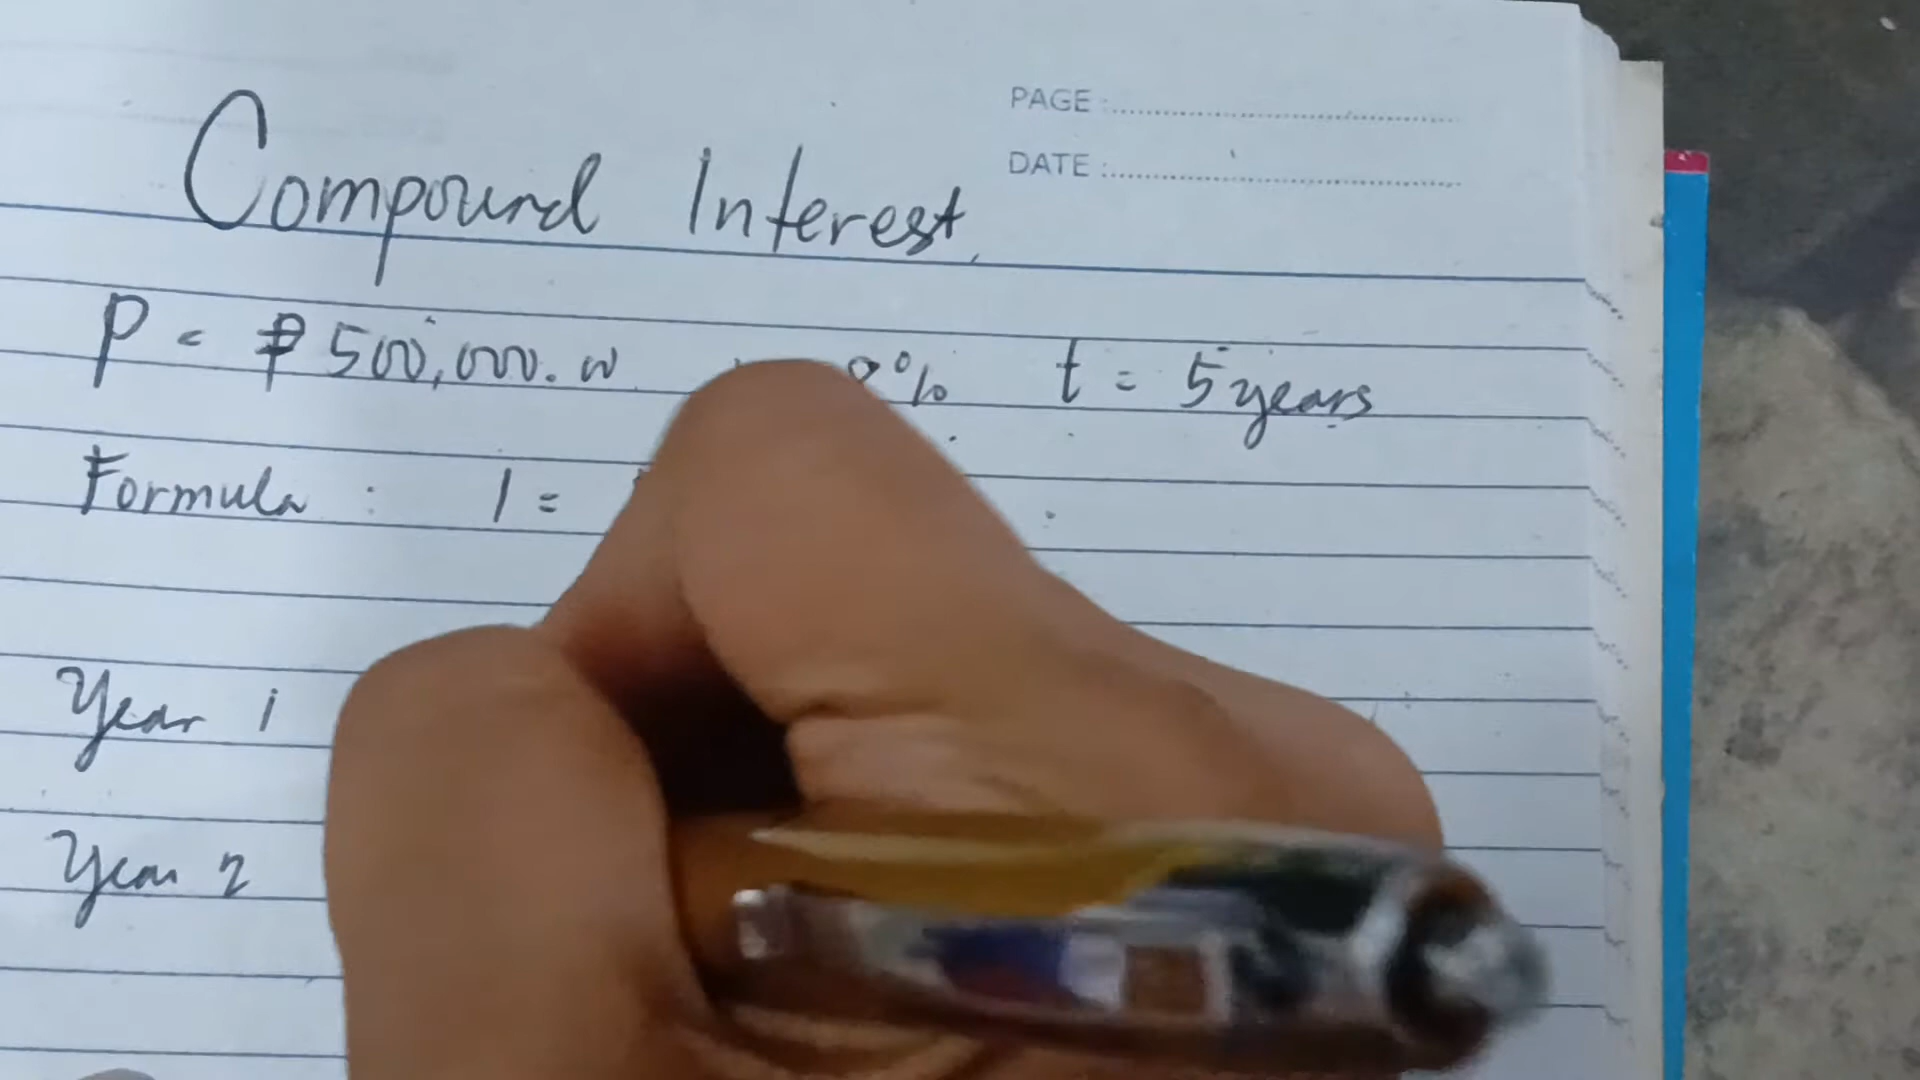 PAGE :
DATE :
Compound Interest
P = ₱ 500,000.00 % t = 5 years
Formula : I =
Year 1
Year 2